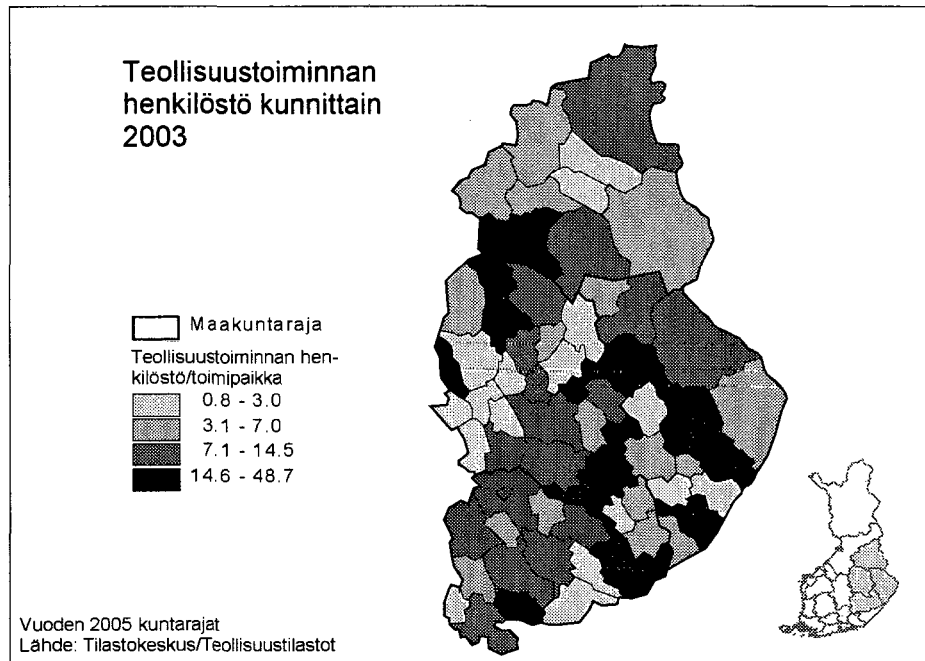 Teollisuustoiminnan
henkilöstö kunnittain
2003
Maakuntaraja
Teollisuustoiminnan hen-
kilöstö/toimipaikka
0.8 - 3.0
3.1 - 7.0
7.1 - 14.5
14.6 - 48.7
Vuoden 2005 kuntarajat
Lähde: Tilastokeskus/Teollisuustilastot